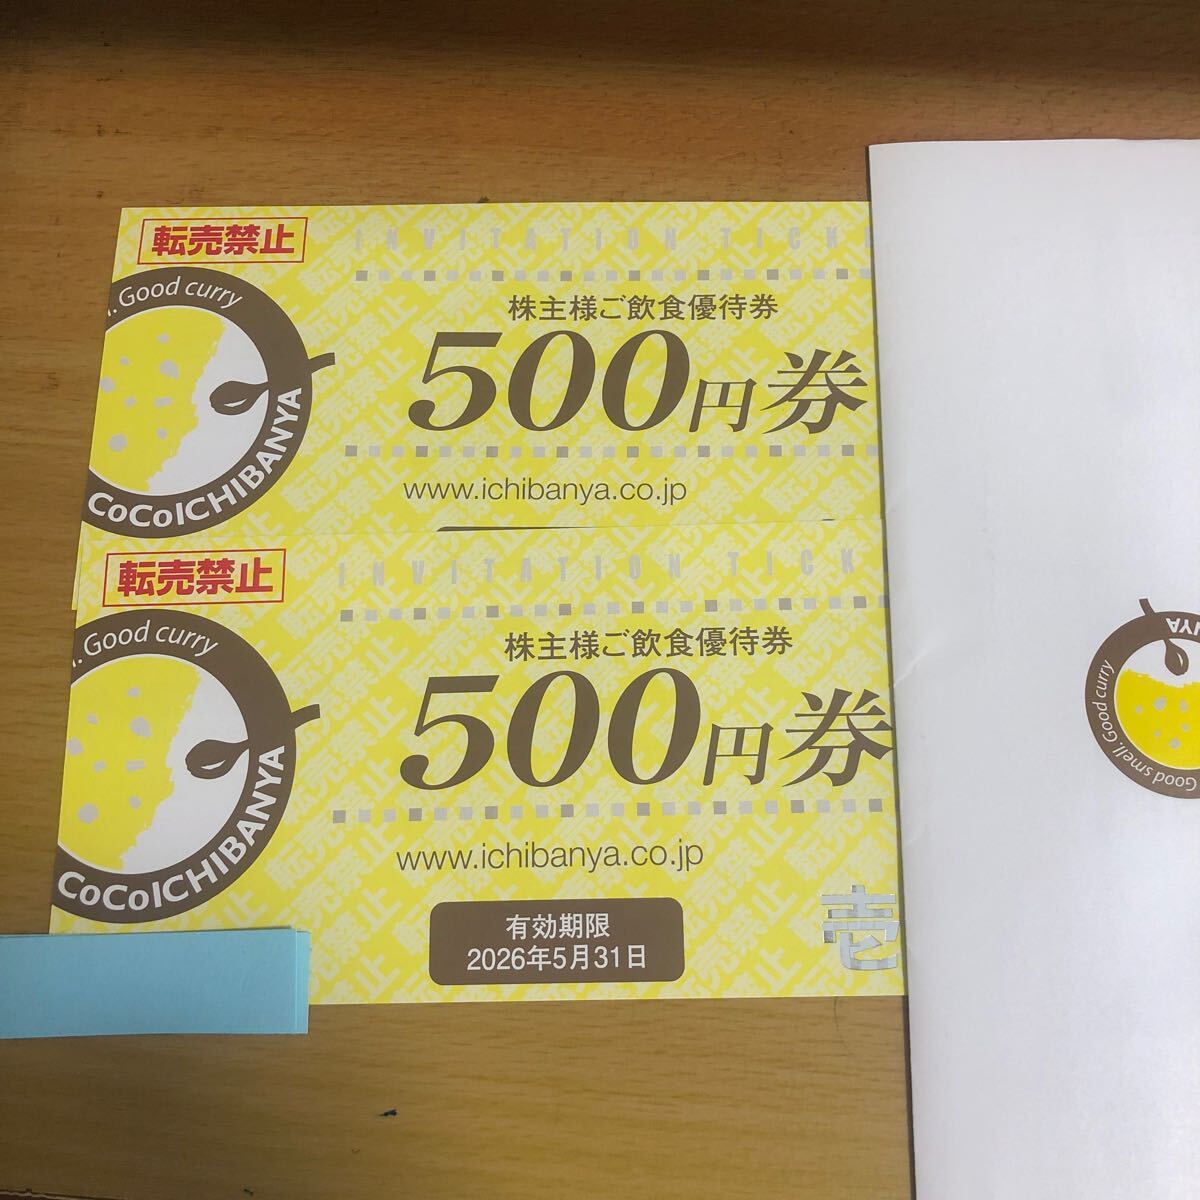 転売禁止
INVITATION TICKE
. Good curry
株主様ご飲食優待券
500円券
CoCoICHIBANYA
www.ichibanya.co.jp
転売禁止
INVITATION TICK
. Good curry
株主様ご飲食優待券
500円券
CoCoICHIBANYA
www.ichibanya.co.jp
有効期限
2026年5月31日
壱
Good smell. Good curry
NYA